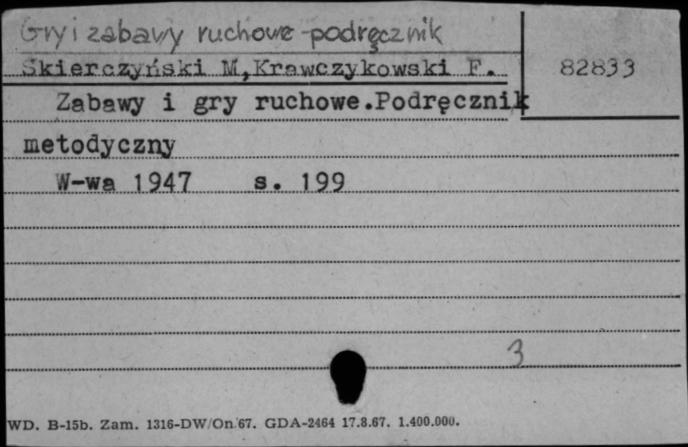 Gry i zabawy ruchowe-podręcznik
Skierczyński M,Krawczykowski F.
82833
Zabawy i gry ruchowe.Podręcznik
metodyczny
W-wa 1947 s. 199
3
WD. B-15b. Zam. 1316-DW/On.67. GDA-2464 17.8.67. 1.400.000.